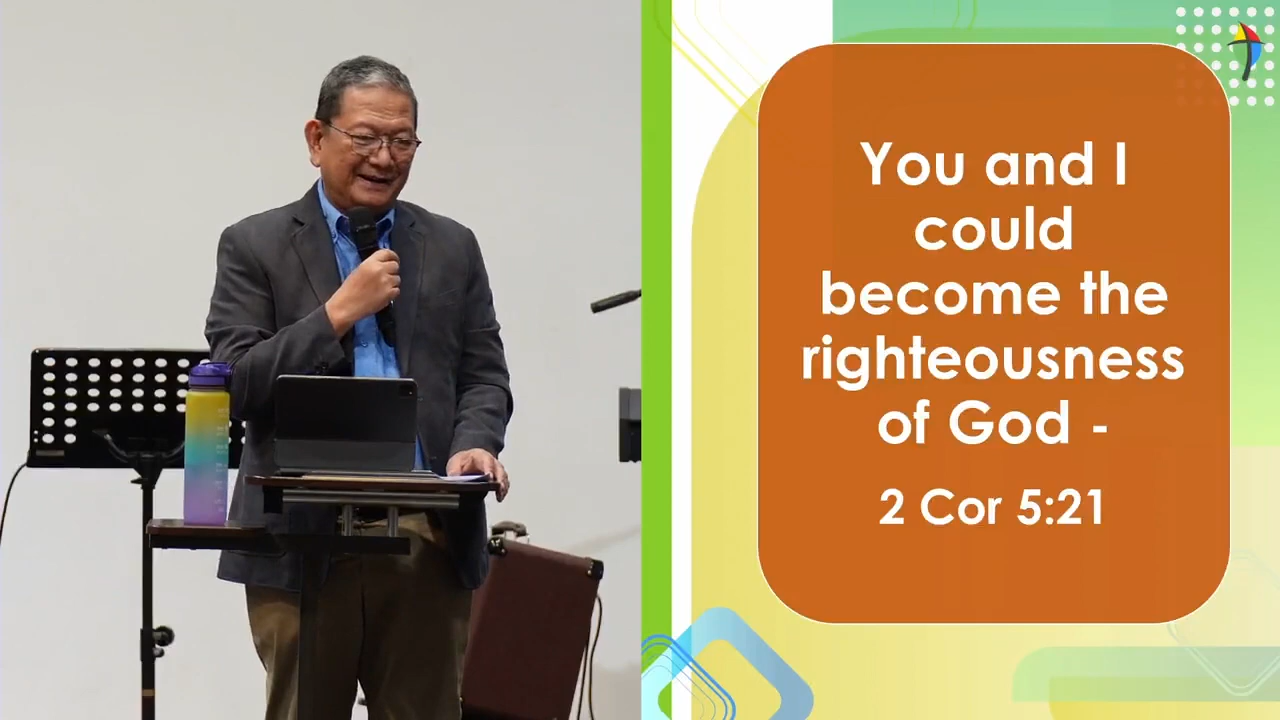 You and I
could
become the
righteousness
of God -
2 Cor 5:21